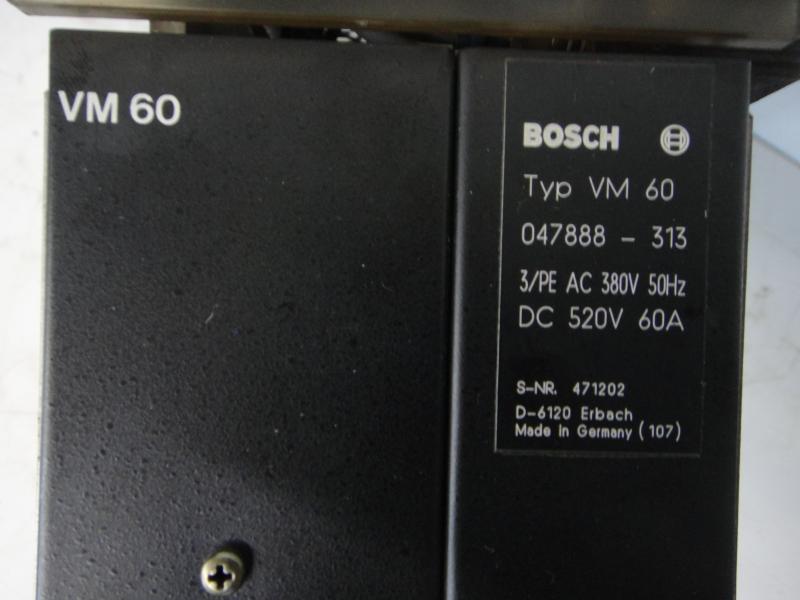 VM 60
BOSCH
Typ VM 60
047888 - 313
3/PE AC 380V 50Hz
DC 520V 60A
S-NR. 471202
D-6120 Erbach
Made in Germany (107)